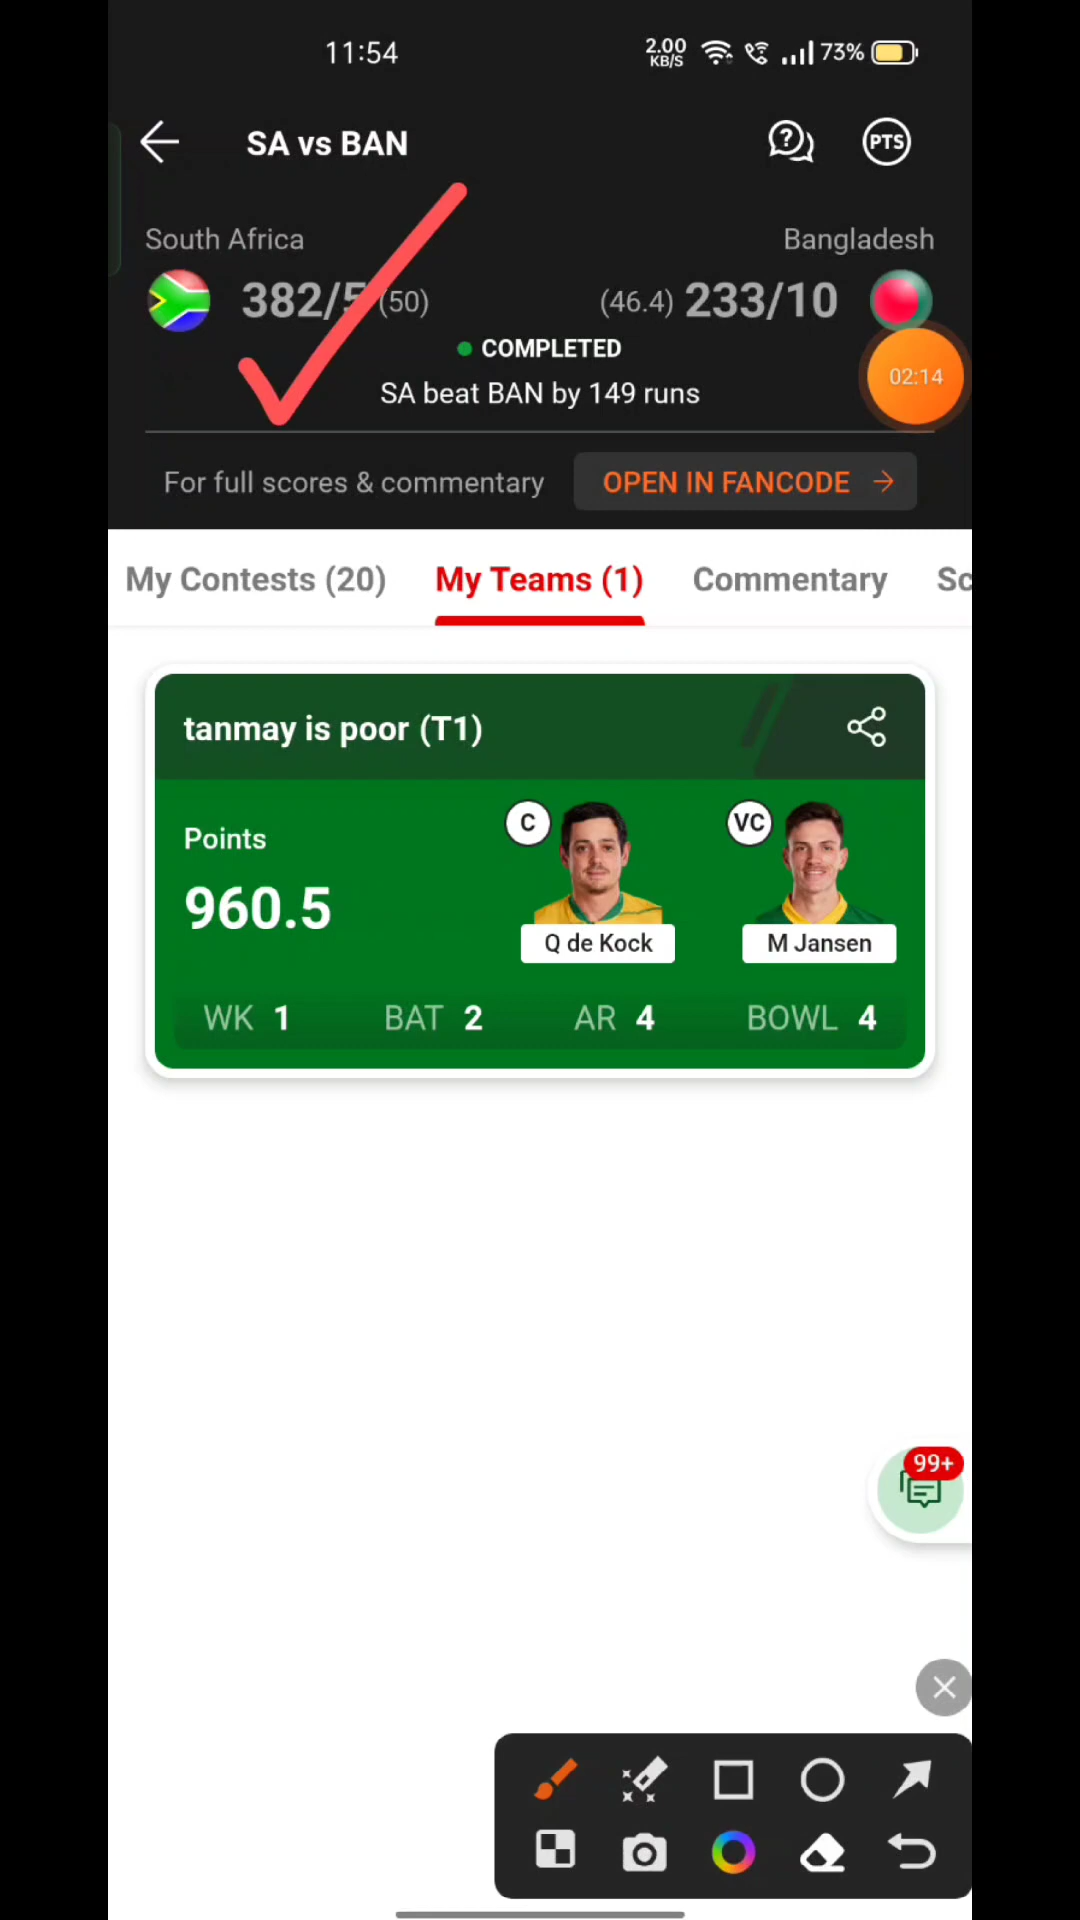 11:54
2.00 KB/S
73%
SA vs BAN
PTS
South Africa
Bangladesh
382/5 (50)
(46.4) 233/10
COMPLETED
02:14
SA beat BAN by 149 runs
For full scores & commentary
OPEN IN FANCODE
My Contests (20)
My Teams (1)
Commentary
Sc
tanmay is poor (T1)
Points
960.5
C
VC
Q de Kock
M Jansen
WK 1
BAT 2
AR 4
BOWL 4
99+